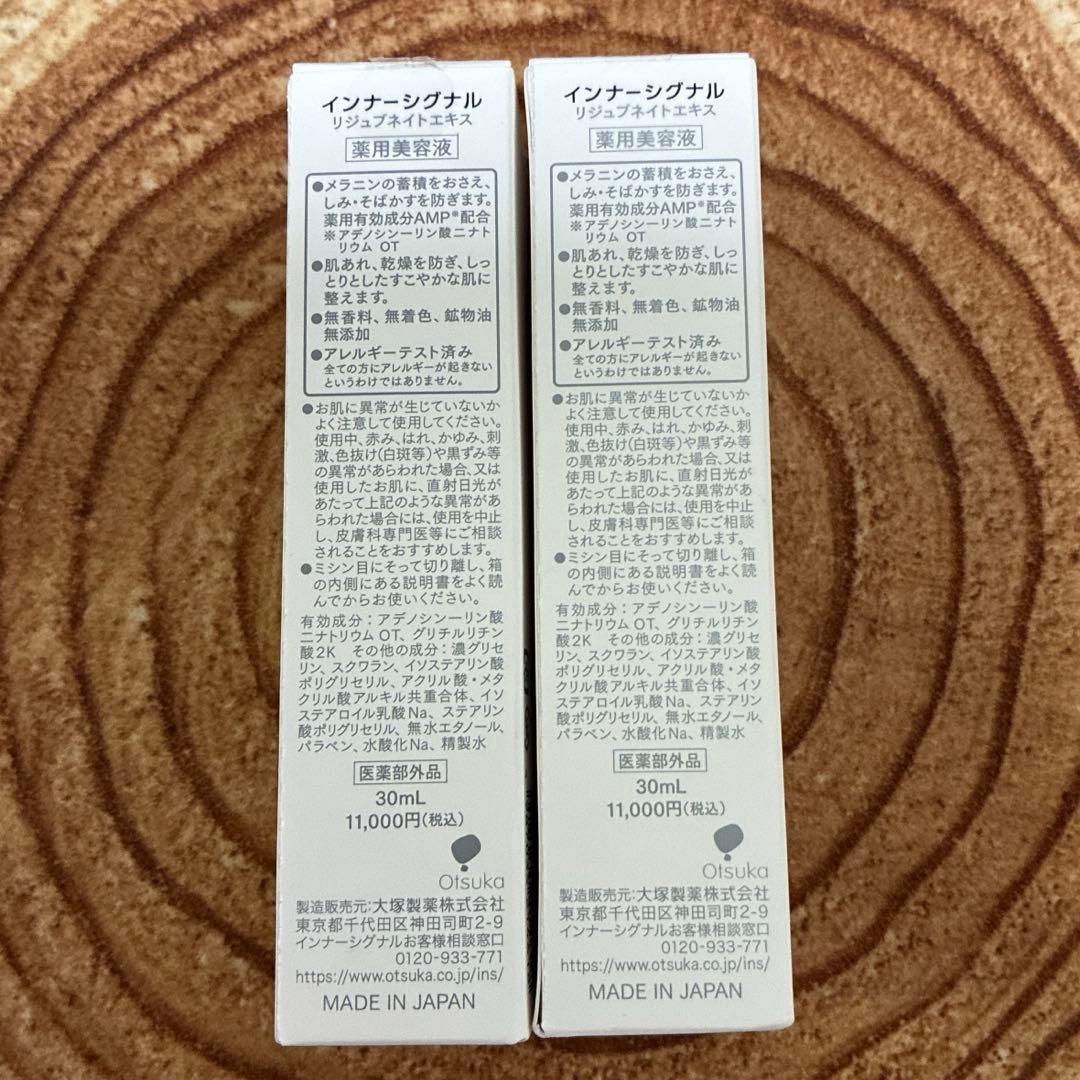 インナーシグナル
リジュブネイトエキス
薬用美容液
●メラニンの蓄積をおさえ、
しみ・そばかすを防ぎます。
薬用有効成分AMP※配合
※アデノシン一リン酸二ナト
リウム OT
●肌あれ、乾燥を防ぎ、しっ
とりとしたすこやかな肌に
整えます。
●無香料、無着色、鉱物油
無添加
●アレルギーテスト済み
全ての方にアレルギーが起きない
というわけではありません。
●お肌に異常が生じていないか
よく注意して使用してください。
使用中、赤み、はれ、かゆみ、刺
激、色抜け(白斑等)や黒ずみ等
の異常があらわれた場合、又は
使用したお肌に、直射日光が
あたって上記のような異常があ
らわれた場合には、使用を中止
し、皮膚科専門医等にご相談
されることをおすすめします。
●ミシン目にそって切り離し、箱
の内側にある説明書をよく読
んでからお使いください。
有効成分：アデノシン一リン酸
二ナトリウム OT、グリチルリチン
酸2K その他の成分：濃グリセ
リン、スクワラン、イソステアリン酸
ポリグリセリル、アクリル酸・メタ
クリル酸アルキル共重合体、イソ
ステアロイル乳酸Na、ステアリン
酸ポリグリセリル、無水エタノール、
パラベン、水酸化Na、精製水
医薬部外品
30mL
11,000円(税込)
Otsuka
製造販売元：大塚製薬株式会社
東京都千代田区神田司町2-9
インナーシグナルお客様相談窓口
0120-933-771
https://www.otsuka.co.jp/ins/
MADE IN JAPAN
インナーシグナル
リジュブネイトエキス
薬用美容液
●メラニンの蓄積をおさえ、
しみ・そばかすを防ぎます。
薬用有効成分AMP※配合
※アデノシン一リン酸二ナト
リウム OT
●肌あれ、乾燥を防ぎ、しっ
とりとしたすこやかな肌に
整えます。
●無香料、無着色、鉱物油
無添加
●アレルギーテスト済み
全ての方にアレルギーが起きない
というわけではありません。
●お肌に異常が生じていないか
よく注意して使用してください。
使用中、赤み、はれ、かゆみ、刺
激、色抜け(白斑等)や黒ずみ等
の異常があらわれた場合、又は
使用したお肌に、直射日光が
あたって上記のような異常があ
らわれた場合には、使用を中止
し、皮膚科専門医等にご相談
されることをおすすめします。
●ミシン目にそって切り離し、箱
の内側にある説明書をよく読
んでからお使いください。
有効成分：アデノシン一リン酸
二ナトリウム OT、グリチルリチン
酸2K その他の成分：濃グリセ
リン、スクワラン、イソステアリン酸
ポリグリセリル、アクリル酸・メタ
クリル酸アルキル共重合体、イソ
ステアロイル乳酸Na、ステアリン
酸ポリグリセリル、無水エタノール、
パラベン、水酸化Na、精製水
医薬部外品
30mL
11,000円(税込)
Otsuka
製造販売元：大塚製薬株式会社
東京都千代田区神田司町2-9
インナーシグナルお客様相談窓口
0120-933-771
https://www.otsuka.co.jp/ins/
MADE IN JAPAN